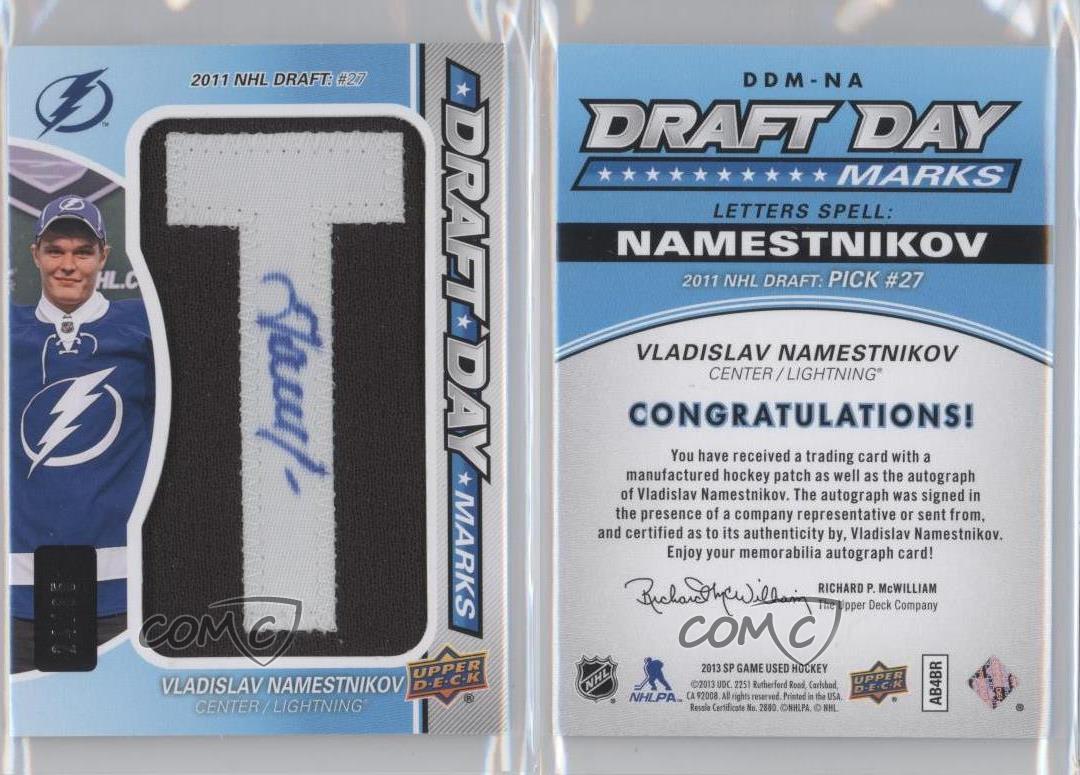 2011 NHL DRAFT: #27
DRAFT DAY
MARKS
HL.C
VLADISLAV NAMESTNIKOV
CENTER / LIGHTNING®
UPPER
D·E·C·K
COMC
DDM-NA
DRAFT DAY
MARKS
LETTERS SPELL:
NAMESTNIKOV
2011 NHL DRAFT: PICK #27
VLADISLAV NAMESTNIKOV
CENTER / LIGHTNING®
CONGRATULATIONS!
You have received a trading card with a
manufactured hockey patch as well as the autograph
of Vladislav Namestnikov. The autograph was signed in
the presence of a company representative or sent from,
and certified as to its authenticity by, Vladislav Namestnikov.
Enjoy your memorabilia autograph card!
Richard P. McWilliam
RICHARD P. McWILLIAM
The Upper Deck Company
COMC
NHL
NHLPA
2013 SP GAME USED HOCKEY
©2013 UDC. 2251 Rutherford Road, Carlsbad,
CA 92008. All rights reserved. Printed in the USA.
Resale Certificate No. 2880. ©NHLPA. © NHL.
UPPER
D·E·C·K
AB4BR
T